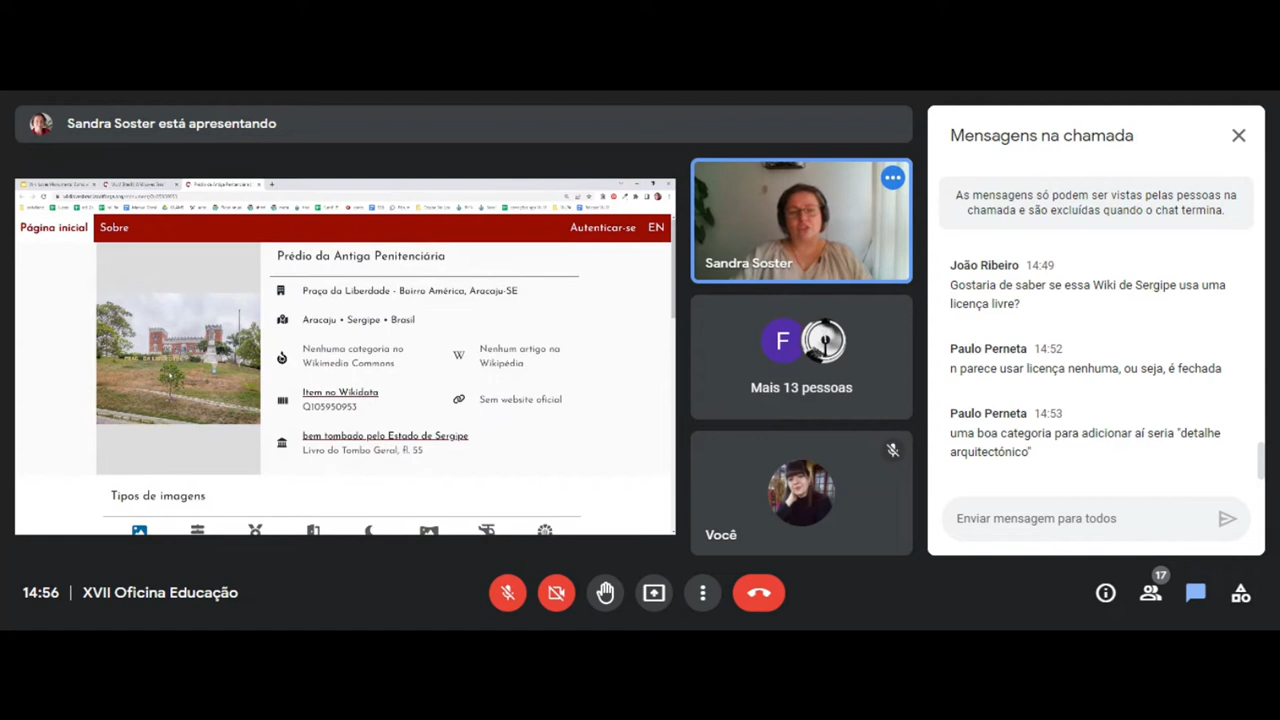 Sandra Soster está apresentando
Página inicial
Sobre
Autenticar-se
EN
Prédio da Antiga Penitenciária
Praça da Liberdade - Bairro América, Aracaju-SE
Aracaju • Sergipe • Brasil
Nenhuma categoria no
Wikimedia Commons
W
Nenhum artigo na
Wikipédia
Item no Wikidata
Q105950953
Sem website oficial
bem tombado pelo Estado de Sergipe
Livro do Tombo Geral, fl. 55
Tipos de imagens
Sandra Soster
F
Mais 13 pessoas
Você
Mensagens na chamada
As mensagens só podem ser vistas pelas pessoas na
chamada e são excluídas quando o chat termina.
João Ribeiro 14:49
Gostaria de saber se essa Wiki de Sergipe usa uma
licença livre?
Paulo Perneta 14:52
n parece usar licença nenhuma, ou seja, é fechada
Paulo Perneta 14:53
uma boa categoria para adicionar aí seria "detalhe
arquitectónico"
Enviar mensagem para todos
14:56 | XVII Oficina Educação
17